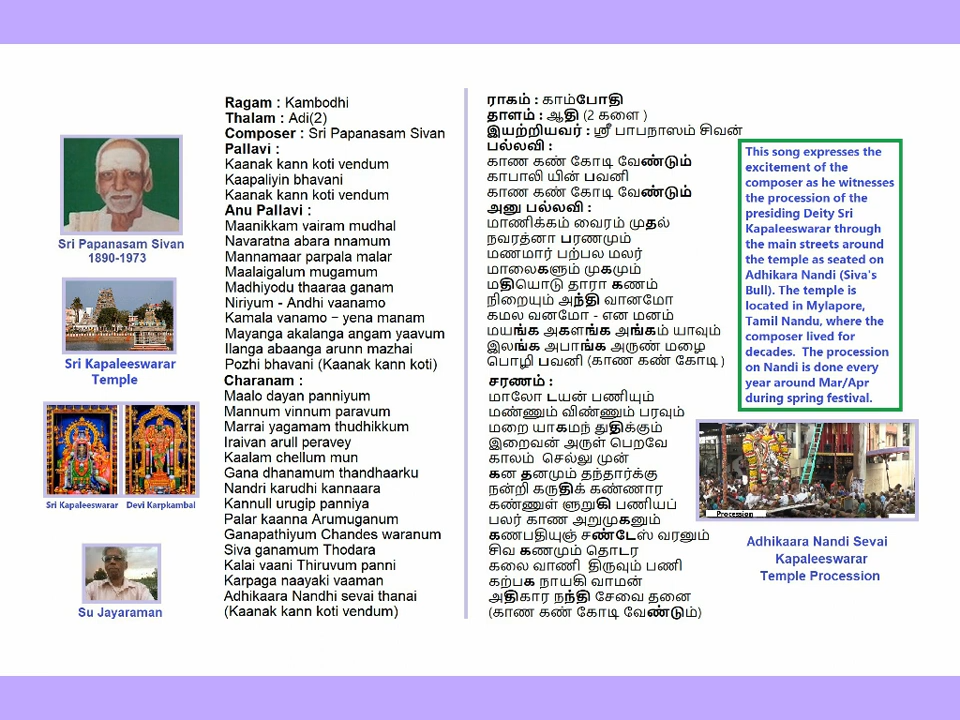 Sri Papanasam Sivan
1890-1973
Sri Kapaleeswarar
Temple
Sri Kapaleeswarar
Devi Karpkambal
Su Jayaraman
Ragam : Kambodhi
Thalam : Adi(2)
Composer : Sri Papanasam Sivan
Pallavi :
Kaanak kann koti vendum
Kaapaliyin bhavani
Kaanak kann koti vendum
Anu Pallavi :
Maanikkam vairam mudhal
Navaratna abara nnamum
Mannamaar parpala malar
Maalaigalum mugamum
Madhiyodu thaaraa ganam
Niriyum - Andhi vaanamo
Kamala vanamo – yena manam
Mayanga akalanga angam yaavum
Ilanga abaanga arunn mazhai
Pozhi bhavani (Kaanak kann koti)
Charanam :
Maalo dayan panniyum
Mannum vinnum paravum
Marrai yagamam thudhikkum
Iraivan arull peravey
Kaalam chellum mun
Gana dhanamum thandhaarku
Nandri karudhi kannaara
Kannull urugip panniya
Palar kaanna Arumuganum
Ganapathiyum Chandes waranum
Siva ganamum Thodara
Kalai vaani Thiruvum panni
Karpaga naayaki vaaman
Adhikaara Nandhi sevai thanai
(Kaanak kann koti vendum)
ராகம் : காம்போதி
தாளம் : ஆதி (2 களை )
இயற்றியவர் : ஸ்ரீ பாபநாஸம் சிவன்
பல்லவி :
காண கண் கோடி வேண்டும்
காபாலி யின் பவனி
காண கண் கோடி வேண்டும்
அனு பல்லவி :
மாணிக்கம் வைரம் முதல்
நவரத்னா பரணமும்
மணமார் பற்பல மலர்
மாலைகளும் முகமும்
மதியொடு தாரா கணம்
நிறையும் அந்தி வானமோ
கமல வனமோ - என மனம்
மயங்க அகளங்க அங்கம் யாவும்
இலங்க அபாங்க அருண் மழை
பொழி பவனி (காண கண் கோடி )
சரணம் :
மாலோ டயன் பணியும்
மண்ணும் விண்ணும் பரவும்
மறை யாகமந் துதிக்கும்
இறைவன் அருள் பெறவே
காலம் செல்லு முன்
கன தனமும் தந்தார்க்கு
நன்றி கருதிக் கண்ணார
கண்ணுள் ளுறுகி பணியப்
பலர் காண அறுமுகனும்
கணபதியுஞ் சண்டேஸ் வரனும்
சிவ கணமும் தொடர
கலை வாணி திருவும் பணி
கற்பக நாயகி வாமன்
அதிகார நந்தி சேவை தனை
(காண கண் கோடி வேண்டும்)
This song expresses the
excitement of the
composer as he witnesses
the procession of the
presiding Deity Sri
Kapaleeswarar through
the main streets around
the temple as seated on
Adhikara Nandi (Siva's
Bull). The temple is
located in Mylapore,
Tamil Nandu, where the
composer lived for
decades. The procession
on Nandi is done every
year around Mar/Apr
during spring festival.
Procession
Adhikaara Nandi Sevai
Kapaleeswarar
Temple Procession